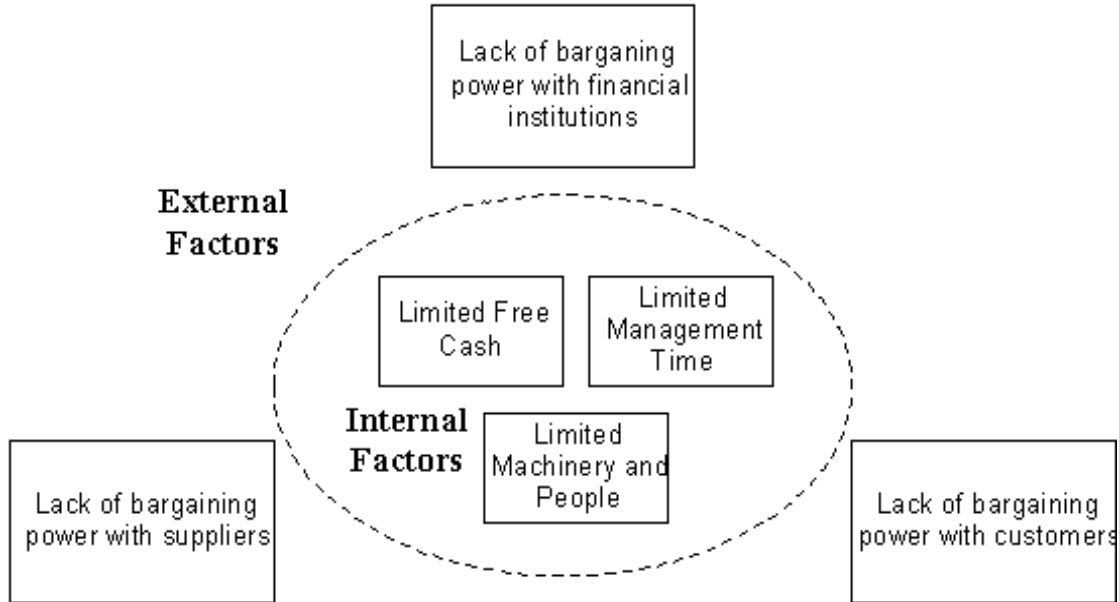 Lack of barganing
power with financial
institutions
External
Factors
Limited Free
Cash
Limited
Management
Time
Internal
Factors
Limited
Machinery and
People
Lack of bargaining
power with suppliers
Lack of bargaining
power with customers